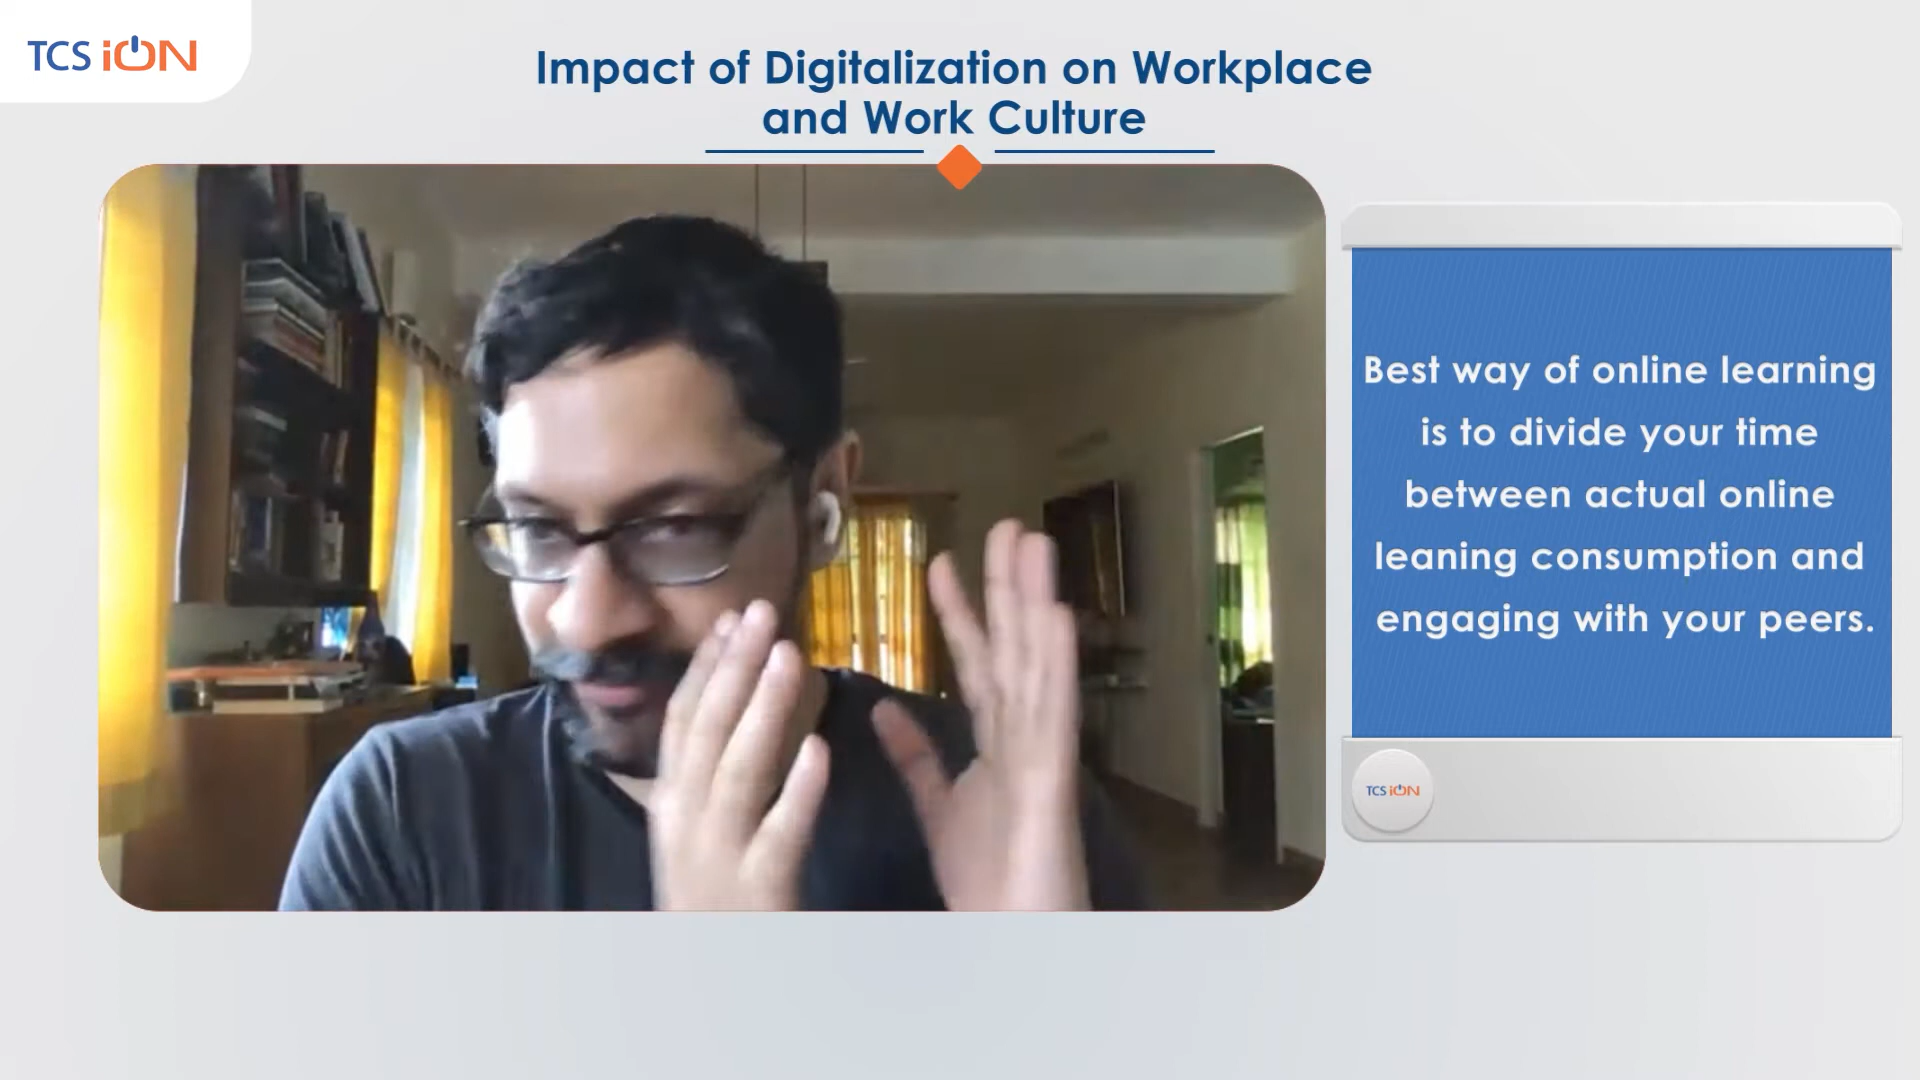 TCS iON
Impact of Digitalization on Workplace
and Work Culture
Best way of online learning
is to divide your time
between actual online
leaning consumption and
engaging with your peers.
TCS iON